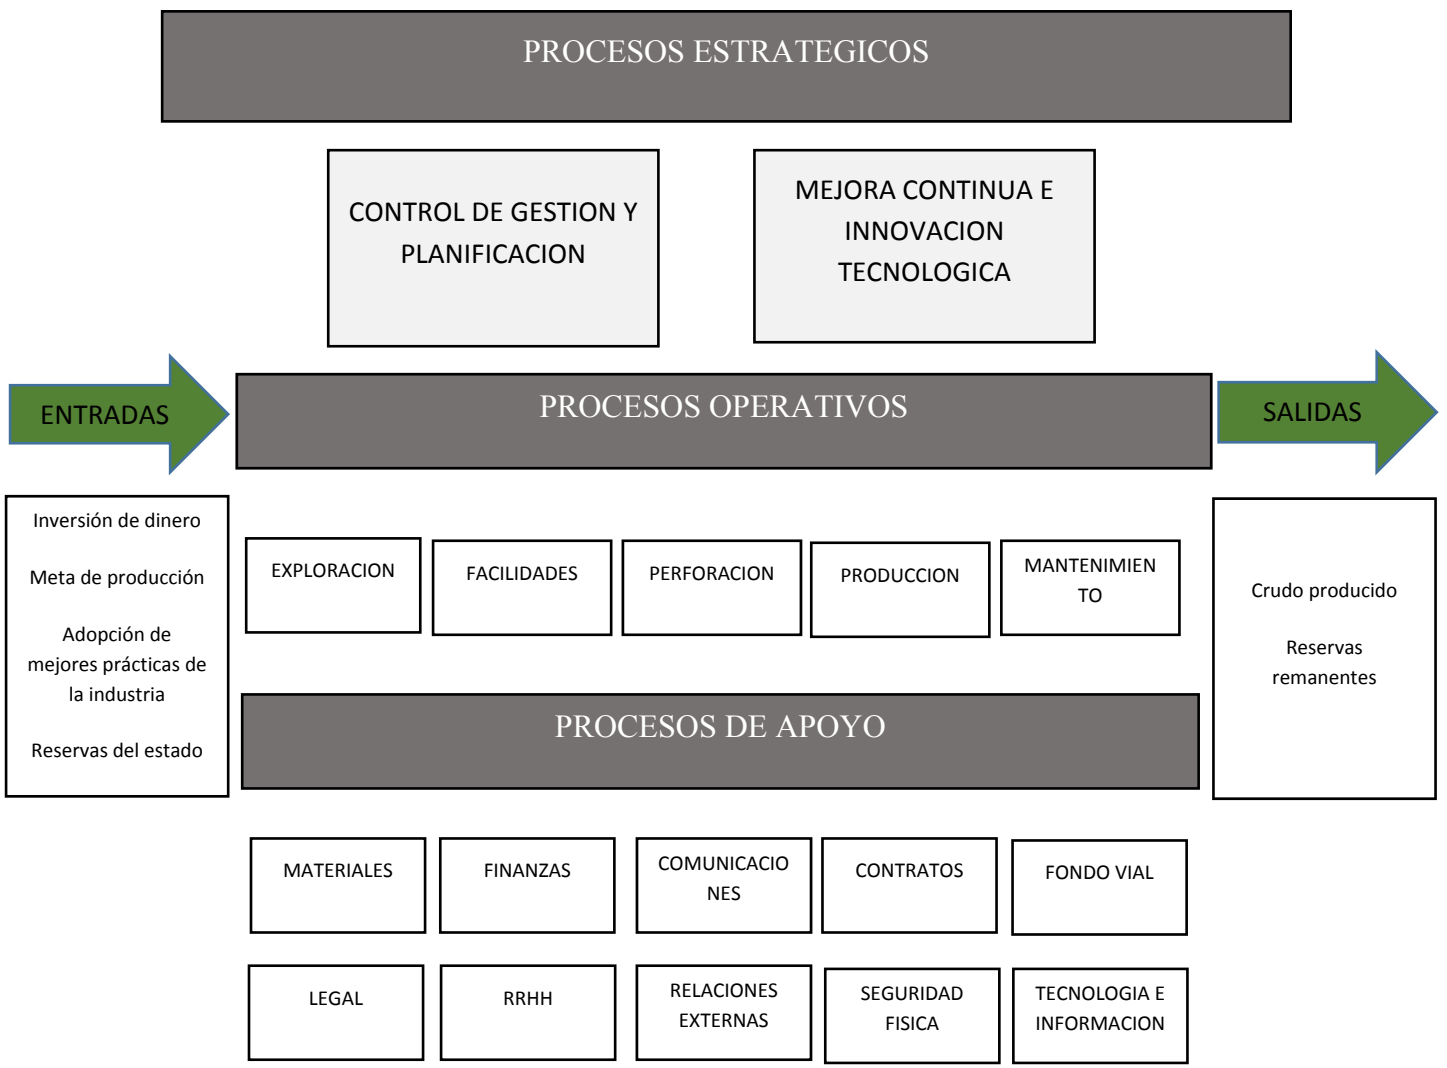 PROCESOS ESTRATEGICOS
CONTROL DE GESTION Y
PLANIFICACION
MEJORA CONTINUA E
INNOVACION
TECNOLOGICA
ENTRADAS
PROCESOS OPERATIVOS
SALIDAS
Inversión de dinero
Meta de producción
Adopción de
mejores prácticas de
la industria
Reservas del estado
EXPLORACION
FACILIDADES
PERFORACION
PRODUCCION
MANTENIMIEN
TO
Crudo producido
Reservas
remanentes
PROCESOS DE APOYO
MATERIALES
FINANZAS
COMUNICACIO
NES
CONTRATOS
FONDO VIAL
LEGAL
RRHH
RELACIONES
EXTERNAS
SEGURIDAD
FISICA
TECNOLOGIA E
INFORMACION